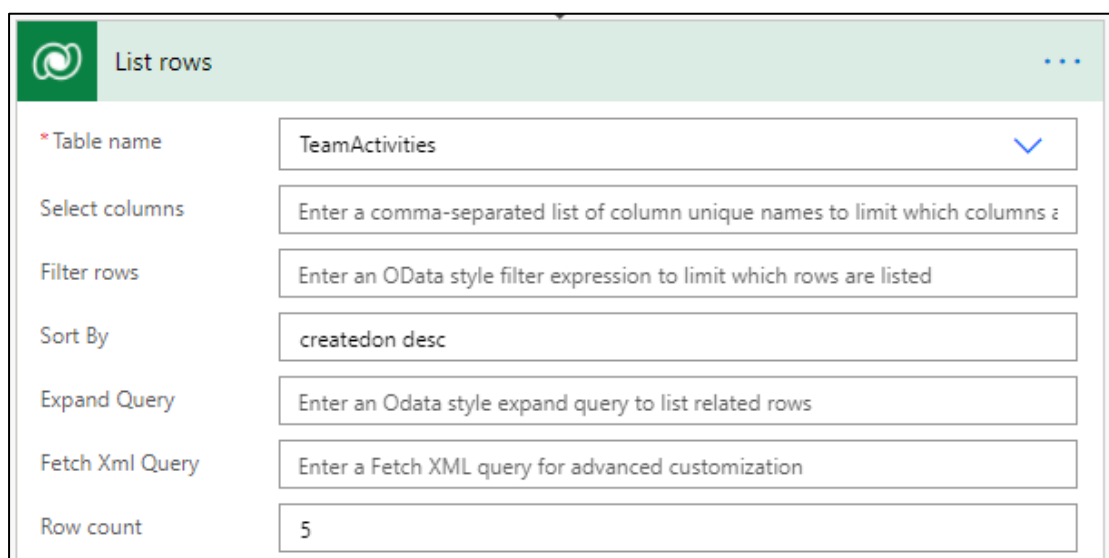 List rows
* Table name
TeamActivities
Select columns
Enter a comma-separated list of column unique names to limit which columns a
Filter rows
Enter an OData style filter expression to limit which rows are listed
Sort By
createdon desc
Expand Query
Enter an Odata style expand query to list related rows
Fetch Xml Query
Enter a Fetch XML query for advanced customization
Row count
5